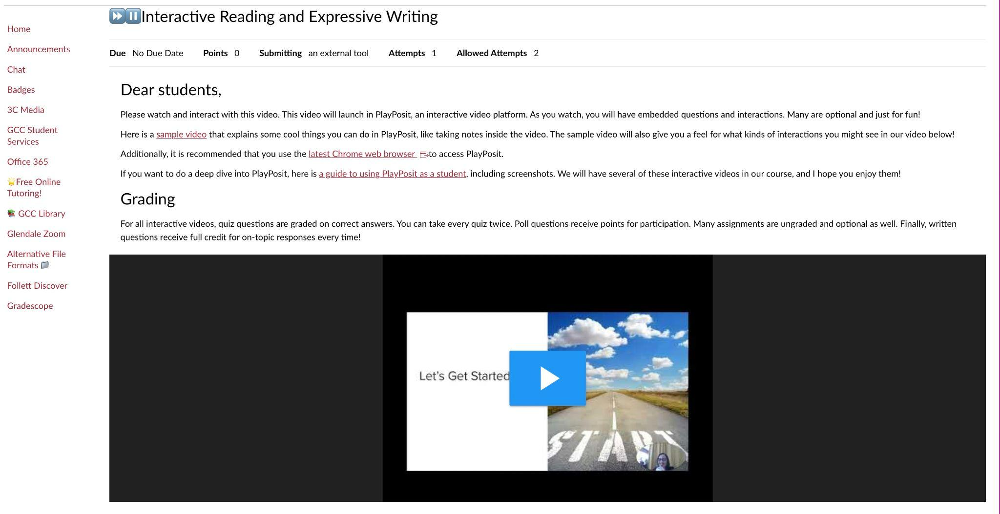 Interactive Reading and Expressive Writing
Home
Announcements
Chat
Badges
3C Media
GCC Student
Services
Office 365
Free Online
Tutoring!
GCC Library
Glendale Zoom
Alternative File
Formats
Follett Discover
Gradescope
Due No Due Date Points 0 Submitting an external tool Attempts 1 Allowed Attempts 2
Dear students,
Please watch and interact with this video. This video will launch in PlayPosit, an interactive video platform. As you watch, you will have embedded questions and interactions. Many are optional and just for fun!
Here is a sample video that explains some cool things you can do in PlayPosit, like taking notes inside the video. The sample video will also give you a feel for what kinds of interactions you might see in our video below!
Additionally, it is recommended that you use the latest Chrome web browser to access PlayPosit.
If you want to do a deep dive into PlayPosit, here is a guide to using PlayPosit as a student, including screenshots. We will have several of these interactive videos in our course, and I hope you enjoy them!
Grading
For all interactive videos, quiz questions are graded on correct answers. You can take every quiz twice. Poll questions receive points for participation. Many assignments are ungraded and optional as well. Finally, written
questions receive full credit for on-topic responses every time!
Let's Get Started
START